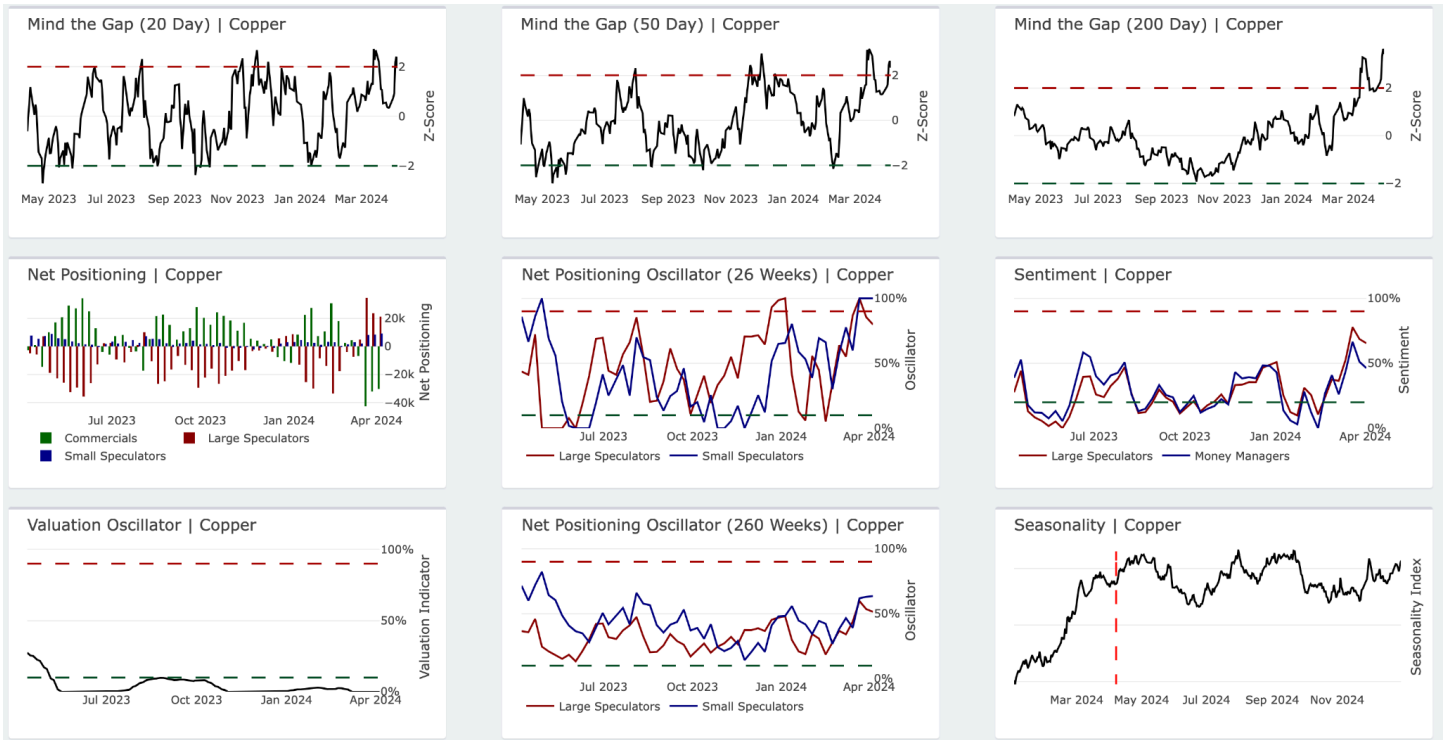 Mind the Gap (20 Day) | Copper
2
0
−2
Z-Score
May 2023 Jul 2023 Sep 2023 Nov 2023 Jan 2024 Mar 2024
Mind the Gap (50 Day) | Copper
2
0
−2
Z-Score
May 2023 Jul 2023 Sep 2023 Nov 2023 Jan 2024 Mar 2024
Mind the Gap (200 Day) | Copper
2
0
−2
Z-Score
May 2023 Jul 2023 Sep 2023 Nov 2023 Jan 2024 Mar 2024
Net Positioning | Copper
20k
0
−20k
−40k
Net Positioning
Jul 2023 Oct 2023 Jan 2024 Apr 2024
Commercials Large Speculators
Small Speculators
Net Positioning Oscillator (26 Weeks) | Copper
100%
50%
0%
Oscillator
Jul 2023 Oct 2023 Jan 2024 Apr 2024
Large Speculators Small Speculators
Sentiment | Copper
100%
50%
0%
Sentiment
Jul 2023 Oct 2023 Jan 2024 Apr 2024
Large Speculators Money Managers
Valuation Oscillator | Copper
100%
50%
0%
Valuation Indicator
Jul 2023 Oct 2023 Jan 2024 Apr 2024
Net Positioning Oscillator (260 Weeks) | Copper
100%
50%
0%
Oscillator
Jul 2023 Oct 2023 Jan 2024 Apr 2024
Large Speculators Small Speculators
Seasonality | Copper
Seasonality Index
Mar 2024 May 2024 Jul 2024 Sep 2024 Nov 2024